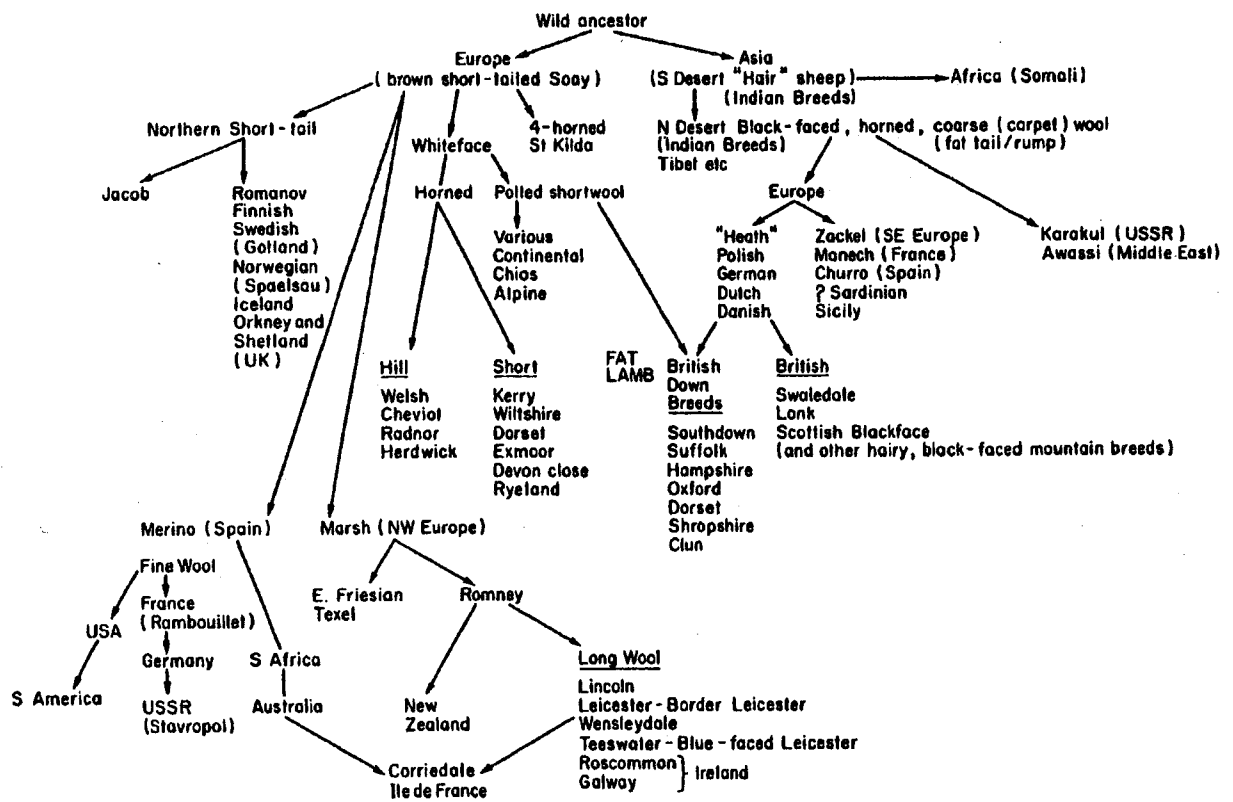 Wild ancestor
Europe
(brown short-tailed Soay)
Asia
(S Desert "Hair" sheep)
(Indian Breeds)
Africa (Somali)
Northern Short-tail
Whiteface
4-horned
St Kilda
N Desert Black-faced, horned, coarse (carpet) wool
(Indian Breeds)
(fat tail/rump)
Tibet etc
Jacob
Romanov
Finnish
Swedish
(Gotland)
Norwegian
(Spaelsau)
Iceland
Orkney and
Shetland
(UK)
Horned
Polled shortwool
Various
Continental
Chios
Alpine
Europe
"Heath"
Polish
German
Dutch
Danish
Zackel (SE Europe)
Manech (France)
Churro (Spain)
? Sardinian
Sicily
Karakul (USSR)
Awassi (Middle East)
Hill
Welsh
Cheviot
Radnor
Herdwick
Short
Kerry
Wiltshire
Dorset
Exmoor
Devon close
Ryeland
FAT
LAMB
British
Down
Breeds
Southdown
Suffolk
Hampshire
Oxford
Dorset
Shropshire
Clun
British
Swaledale
Lonk
Scottish Blackface
(and other hairy, black-faced mountain breeds)
Merino (Spain)
Marsh (NW Europe)
Fine Wool
France
(Rambouillet)
USA
Germany
S America
USSR
(Stavropol)
S Africa
Australia
E. Friesian
Texel
Romney
New
Zealand
Long Wool
Lincoln
Leicester-Border Leicester
Wensleydale
Teeswater-Blue-faced Leicester
Roscommon
Galway
} Ireland
Corriedale
Ile de France